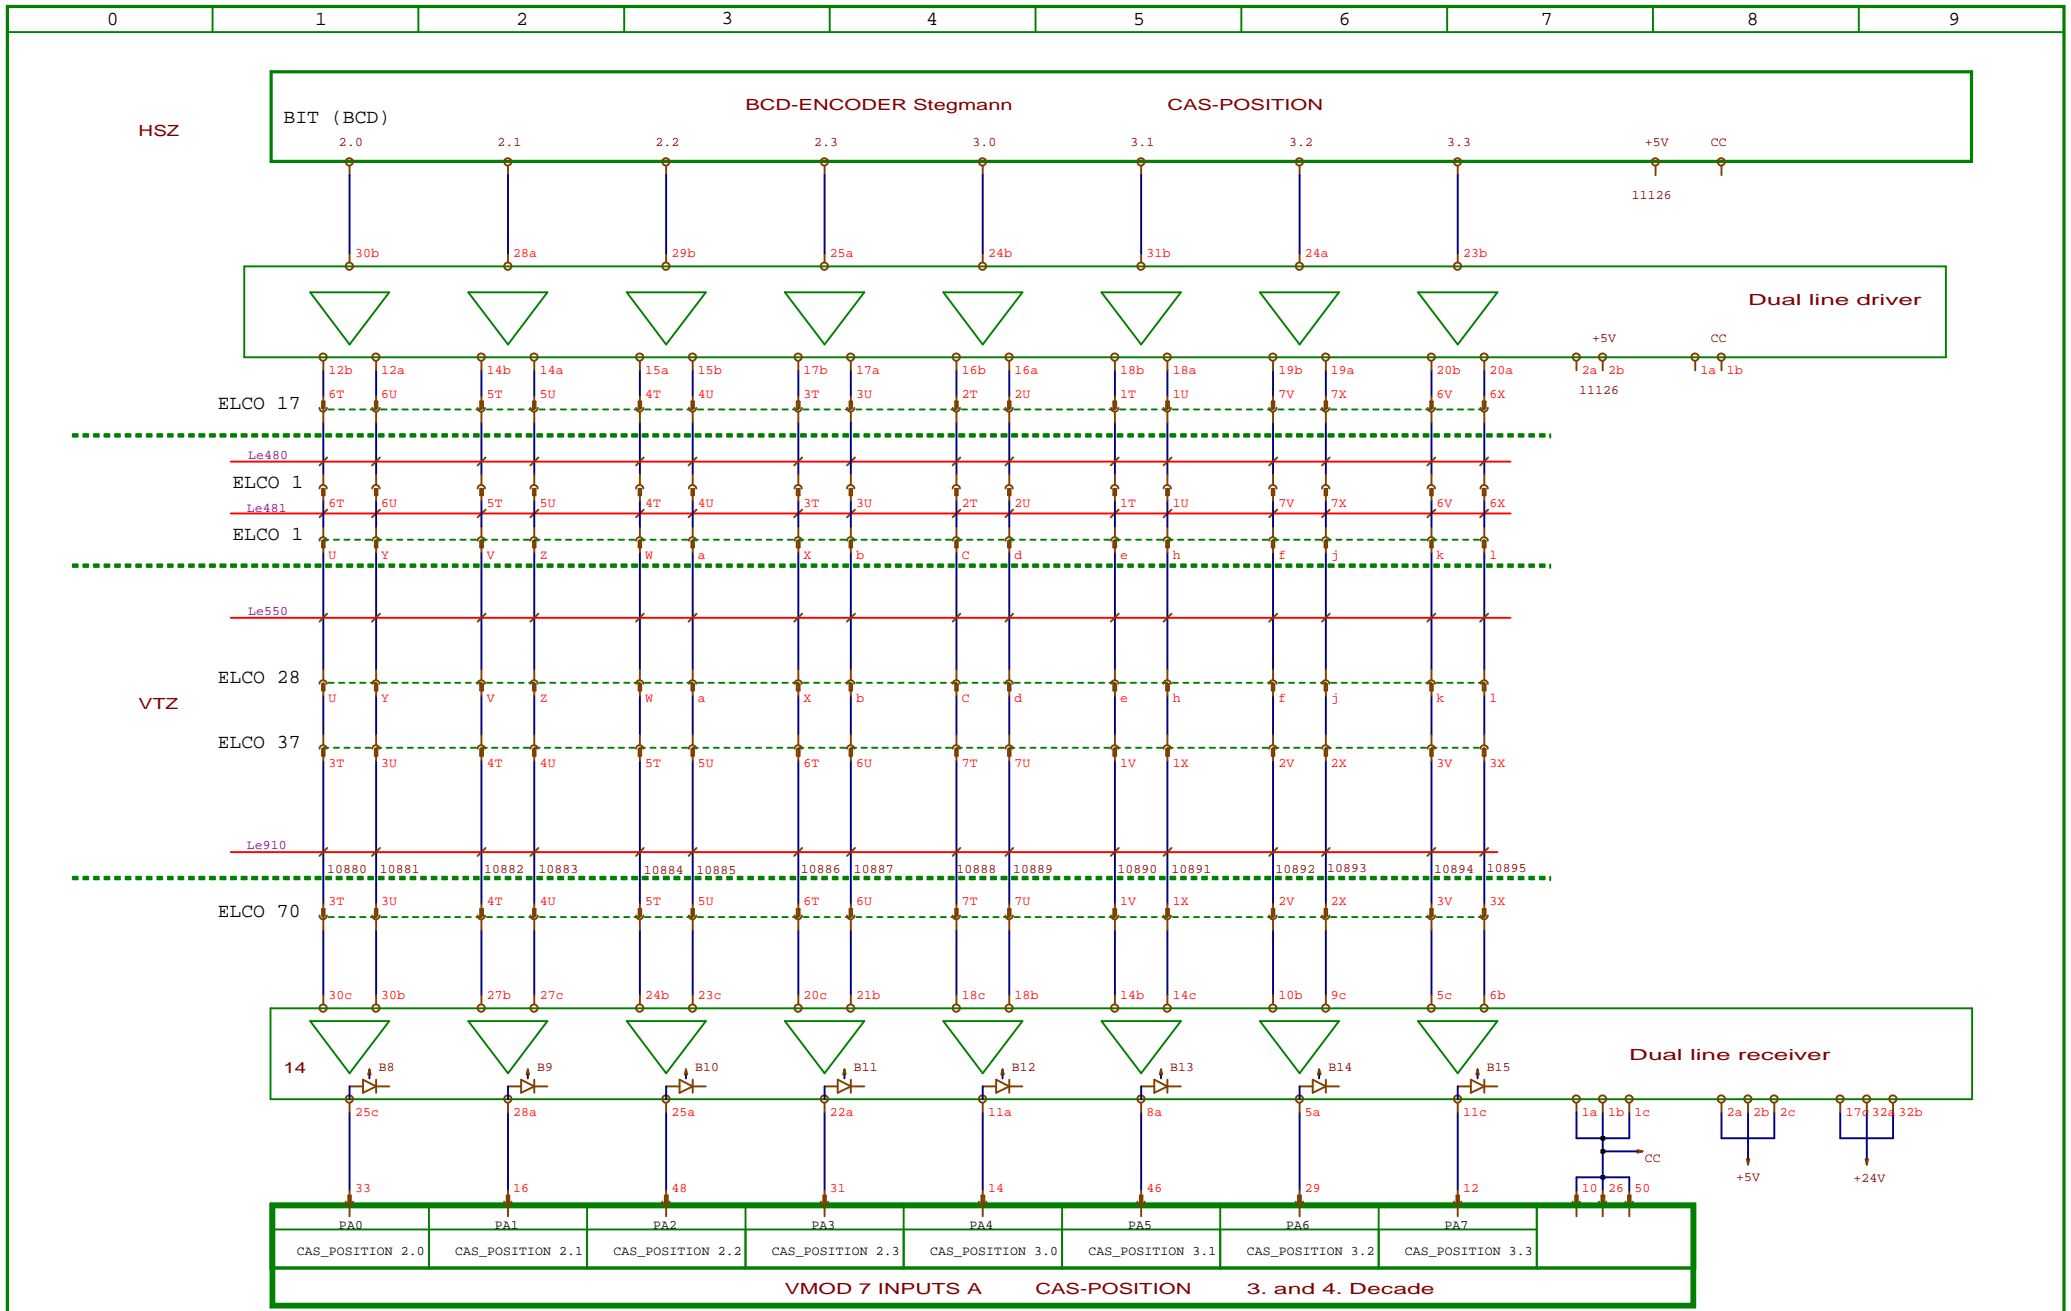 0 1 2 3 4 5 6 7 8 9
BCD-ENCODER Stegmann CAS-POSITION
BIT (BCD)
HSZ
2.0 2.1 2.2 2.3 3.0 3.1 3.2 3.3 +5V CC
11126
30b 28a 29b 25a 24b 31b 24a 23b
Dual line driver
+5V CC
12b 12a 14b 14a 15a 15b 17b 17a 16b 16a 18b 18a 19b 19a 20b 20a 2a 2b 1a 1b
11126
6T 6U 5T 5U 4T 4U 3T 3U 2T 2U 1T 1U 7V 7X 6V 6X
ELCO 17
Le480
ELCO 1
6T 6U 5T 5U 4T 4U 3T 3U 2T 2U 1T 1U 7V 7X 6V 6X
Le481
ELCO 1
U Y V Z W a X b C d e h f j k l
Le550
ELCO 28
U Y V Z W a X b C d e h f j k l
VTZ
ELCO 37
3T 3U 4T 4U 5T 5U 6T 6U 7T 7U 1V 1X 2V 2X 3V 3X
Le910
10880 10881 10882 10883 10884 10885 10886 10887 10888 10889 10890 10891 10892 10893 10894 10895
3T 3U 4T 4U 5T 5U 6T 6U 7T 7U 1V 1X 2V 2X 3V 3X
ELCO 70
30c 30b 27b 27c 24b 23c 20c 21b 18c 18b 14b 14c 10b 9c 5c 6b
Dual line receiver
14 B8 B9 B10 B11 B12 B13 B14 B15
25c 28a 25a 22a 11a 8a 5a 11c 1a 1b 1c 2a 2b 2c 17c 32a 32b
CC
+5V +24V
33 16 48 31 14 46 29 12 10 26 50
PA0 PA1 PA2 PA3 PA4 PA5 PA6 PA7
CAS_POSITION 2.0 CAS_POSITION 2.1 CAS_POSITION 2.2 CAS_POSITION 2.3 CAS_POSITION 3.0 CAS_POSITION 3.1 CAS_POSITION 3.2 CAS_POSITION 3.3
VMOD 7 INPUTS A CAS-POSITION 3. and 4. Decade